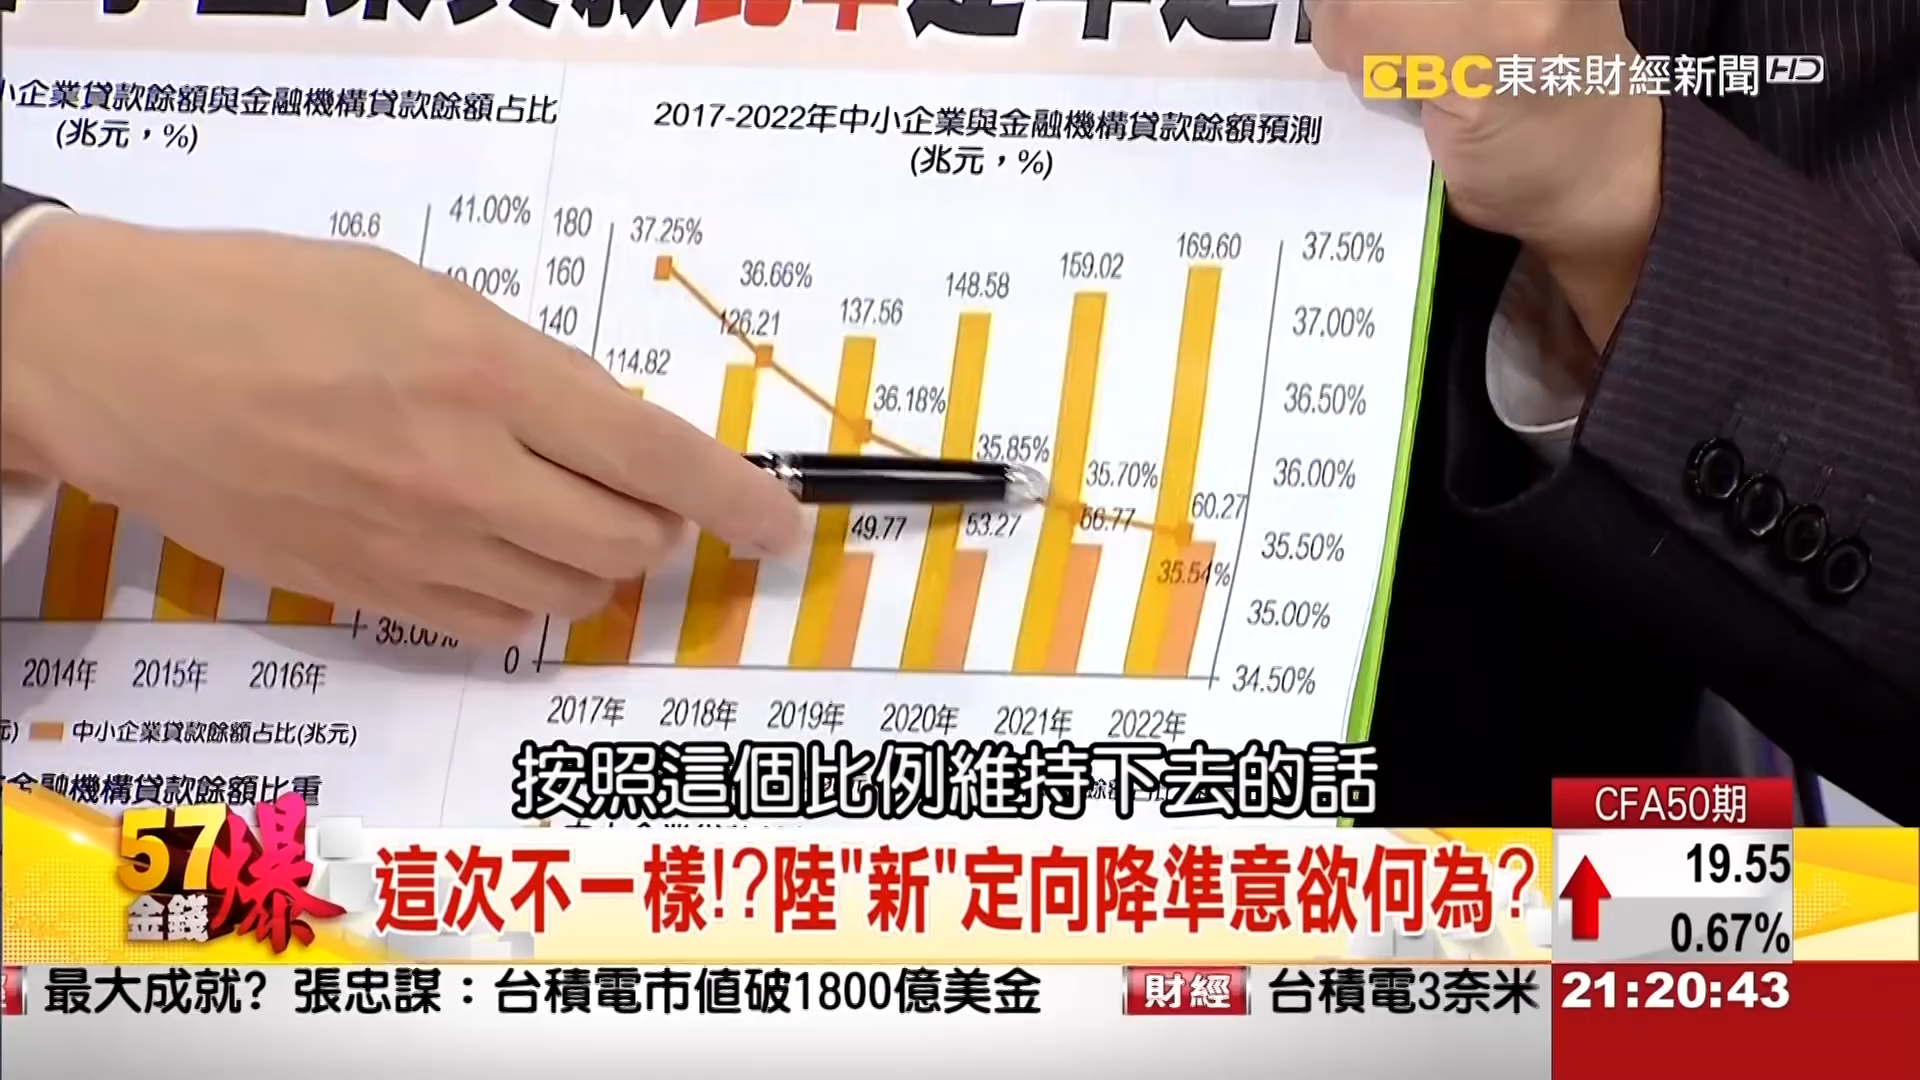 EBC東森財經新聞HD
小企業貸款餘額與金融機構貸款餘額占比
(兆元，%)
106.6
41.00%
35.00%
2014年 2015年 2016年
中小企業貸款餘額占比(兆元)
金融機構貸款餘額比重
2017-2022年中小企業與金融機構貸款餘額預測
(兆元，%)
180
160
140
0
37.25%
36.66%
36.18%
35.85%
35.70%
35.54%
114.82
126.21
137.56
148.58
159.02
169.60
49.77
53.27
60.27
37.50%
37.00%
36.50%
36.00%
35.50%
35.00%
34.50%
2017年 2018年 2019年 2020年 2021年 2022年
按照這個比例維持下去的話
57金錢爆
這次不一樣!?陸"新"定向降準意欲何為?
CFA50期
19.55
0.67%
最大成就? 張忠謀：台積電市值破1800億美金
財經
台積電3奈米
21:20:43